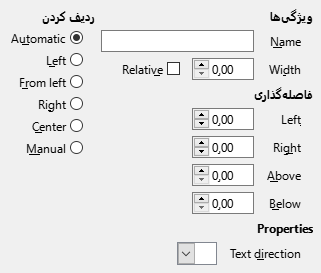 ویژگی‌ها
Name
Width 0,00 Relative
فاصله‌گذاری
Left 0,00
Right 0,00
Above 0,00
Below 0,00
Properties
Text direction
ردیف کردن
Automatic
Left
From left
Right
Center
Manual